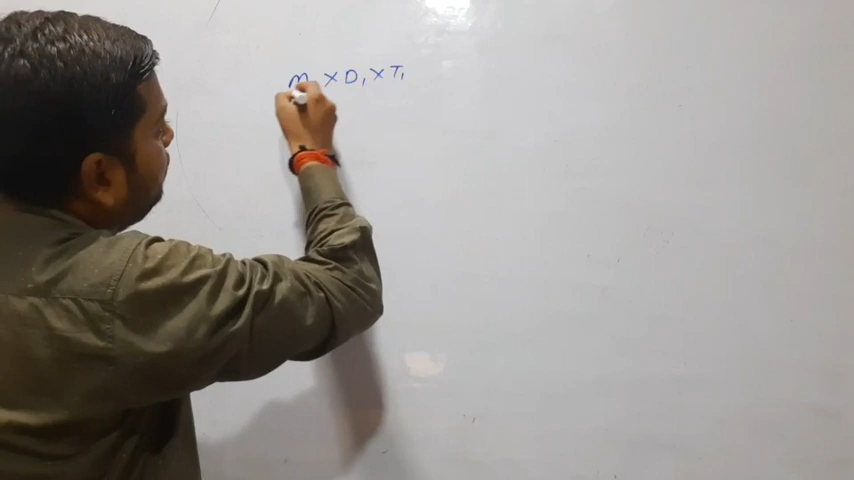 M × D₁ × T₁